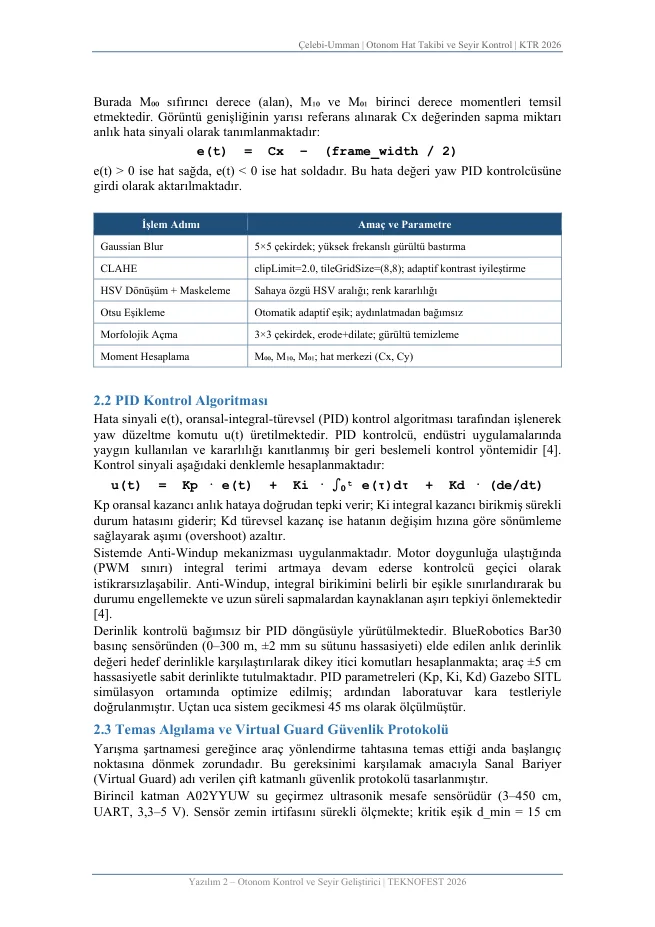 Çelebi-Umman | Otonom Hat Takibi ve Seyir Kontrol | KTR 2026
Burada M₀₀ sıfırıncı derece (alan), M₁₀ ve M₀₁ birinci derece momentleri temsil
etmektedir. Görüntü genişliğinin yarısı referans alınarak Cx değerinden sapma miktarı
anlık hata sinyali olarak tanımlanmaktadır:
e(t) = Cx – (frame_width / 2)
e(t) > 0 ise hat sağda, e(t) < 0 ise hat soldadır. Bu hata değeri yaw PID kontrolcüsüne
girdi olarak aktarılmaktadır.
İşlem Adımı Amaç ve Parametre
Gaussian Blur 5×5 çekirdek; yüksek frekanslı gürültü bastırma
CLAHE clipLimit=2.0, tileGridSize=(8,8); adaptif kontrast iyileştirme
HSV Dönüşüm + Maskeleme Sahaya özgü HSV aralığı; renk kararlılığı
Otsu Eşikleme Otomatik adaptif eşik; aydınlatmadan bağımsız
Morfolojik Açma 3×3 çekirdek, erode+dilate; gürültü temizleme
Moment Hesaplama M₀₀, M₁₀, M₀₁; hat merkezi (Cx, Cy)
2.2 PID Kontrol Algoritması
Hata sinyali e(t), oransal-integral-türevsel (PID) kontrol algoritması tarafından işlenerek
yaw düzeltme komutu u(t) üretilmektedir. PID kontrolcü, endüstri uygulamalarında
yaygın kullanılan ve kararlılığı kanıtlanmış bir geri beslemeli kontrol yöntemidir [4].
Kontrol sinyali aşağıdaki denklemle hesaplanmaktadır:
u(t) = Kp · e(t) + Ki · ∫₀ᵗ e(τ)dτ + Kd · (de/dt)
Kp oransal kazancı anlık hataya doğrudan tepki verir; Ki integral kazancı birikmiş sürekli
durum hatasını giderir; Kd türevsel kazanç ise hatanın değişim hızına göre sönümleme
sağlayarak aşımı (overshoot) azaltır.
Sistemde Anti-Windup mekanizması uygulanmaktadır. Motor doygunluğa ulaştığında
(PWM sınırı) integral terimi artmaya devam ederse kontrolcü geçici olarak
istikrarsızlaşabilir. Anti-Windup, integral birikimini belirli bir eşikle sınırlandırarak bu
durumu engellemekte ve uzun süreli sapmalardan kaynaklanan aşırı tepkiyi önlemektedir
[4].
Derinlik kontrolü bağımsız bir PID döngüsüyle yürütülmektedir. BlueRobotics Bar30
basınç sensöründen (0–300 m, ±2 mm su sütunu hassasiyeti) elde edilen anlık derinlik
değeri hedef derinlikle karşılaştırılarak dikey itici komutları hesaplanmakta; araç ±5 cm
hassasiyetle sabit derinlikte tutulmaktadır. PID parametreleri (Kp, Ki, Kd) Gazebo SITL
simülasyon ortamında optimize edilmiş; ardından laboratuvar kara testleriyle
doğrulanmıştır. Uçtan uca sistem gecikmesi 45 ms olarak ölçülmüştür.
2.3 Temas Algılama ve Virtual Guard Güvenlik Protokolü
Yarışma şartnamesi gereğince araç yönlendirme tahtasına temas ettiği anda başlangıç
noktasına dönmek zorundadır. Bu gereksinimi karşılamak amacıyla Sanal Bariyer
(Virtual Guard) adı verilen çift katmanlı güvenlik protokolü tasarlanmıştır.
Birincil katman A02YYUW su geçirmez ultrasonik mesafe sensörüdür (3–450 cm,
UART, 3,3–5 V). Sensör zemin irtifasını sürekli ölçmekte; kritik eşik d_min = 15 cm
Yazılım 2 – Otonom Kontrol ve Seyir Geliştirici | TEKNOFEST 2026